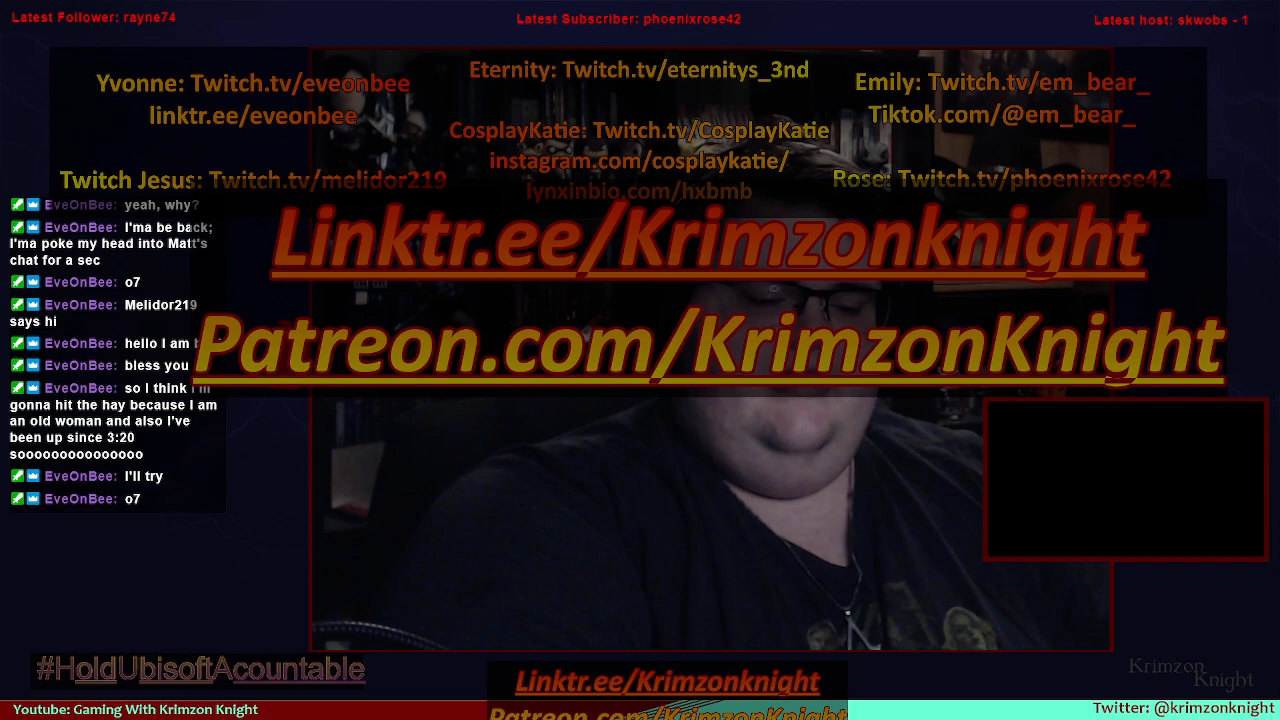 Latest Follower: rayne74
Latest Subscriber: phoenixrose42
Latest host: skwobs - 1
Yvonne: Twitch.tv/eveonbee
linktr.ee/eveonbee
Eternity: Twitch.tv/eternitys_3nd
Emily: Twitch.tv/em_bear_
Tiktok.com/@em_bear_
CosplayKatie: Twitch.tv/CosplayKatie
instagram.com/cosplaykatie/
lynxinbio.com/hxbmb
Twitch Jesus: Twitch.tv/melidor219
Rose: Twitch.tv/phoenixrose42
Linktr.ee/Krimzonknight
Patreon.com/KrimzonKnight
EveOnBee: yeah, why?
EveOnBee: I'ma be back;
I'ma poke my head into Matt's
chat for a sec
EveOnBee: o7
EveOnBee: Melidor219
says hi
EveOnBee: hello I am
EveOnBee: bless you
EveOnBee: so I think I'm
gonna hit the hay because I am
an old woman and also I've
been up since 3:20
sooooooooooooooo
EveOnBee: I'll try
EveOnBee: o7
#HoldUbisoftAcountable
Linktr.ee/Krimzonknight
Patreon.com/KrimzonKnight
Krimzon
Knight
Youtube: Gaming With Krimzon Knight
Twitter: @krimzonknight